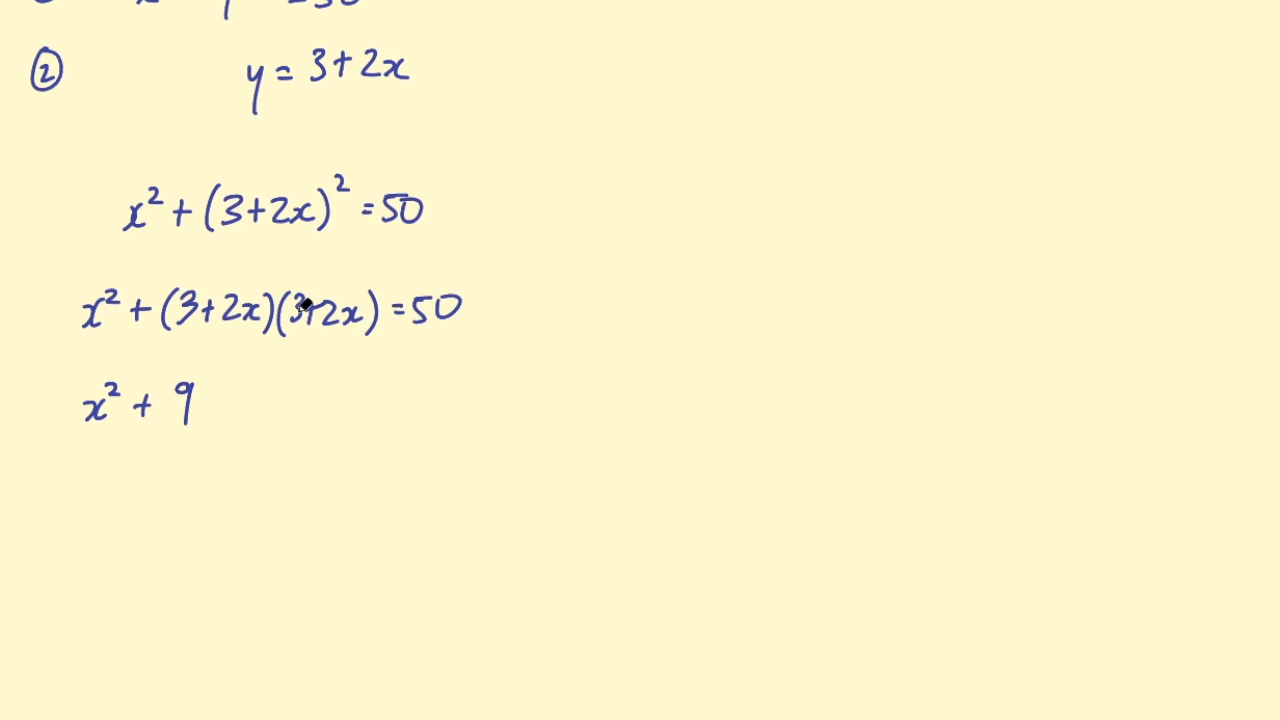 ② y = 3 + 2x
x² + (3 + 2x)² = 50
x² + (3 + 2x)(3 + 2x) = 50
x² + 9